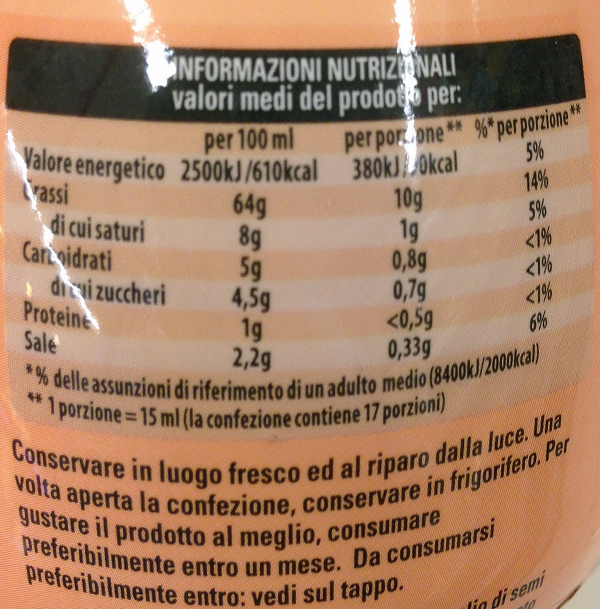 INFORMAZIONI NUTRIZIONALI
valori medi del prodotto per:
per 100 ml per porzione** %* per porzione**
Valore energetico 2500kJ/610kcal 380kJ/90kcal 5%
Grassi 64g 10g 14%
di cui saturi 8g 1g 5%
Carboidrati 5g 0,8g <1%
di cui zuccheri 4,5g 0,7g <1%
Proteine 1g <0,5g <1%
Sale 2,2g 0,33g 6%
*% delle assunzioni di riferimento di un adulto medio (8400kJ/2000kcal)
** 1 porzione = 15 ml (la confezione contiene 17 porzioni)
Conservare in luogo fresco ed al riparo dalla luce. Una
volta aperta la confezione, conservare in frigorifero. Per
gustare il prodotto al meglio, consumare
preferibilmente entro un mese. Da consumarsi
preferibilmente entro: vedi sul tappo.
di semi